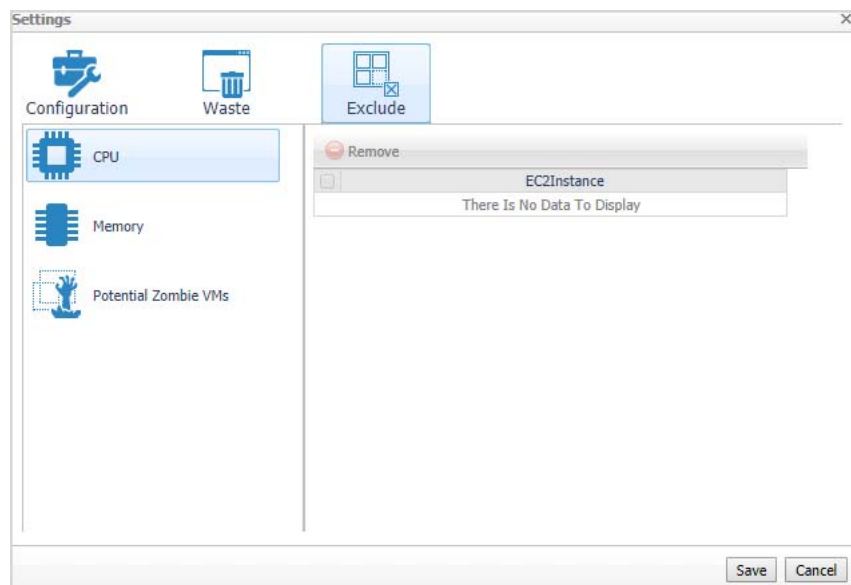 Settings
Configuration
Waste
Exclude
CPU
Memory
Potential Zombie VMs
Remove
EC2Instance
There Is No Data To Display
Save
Cancel